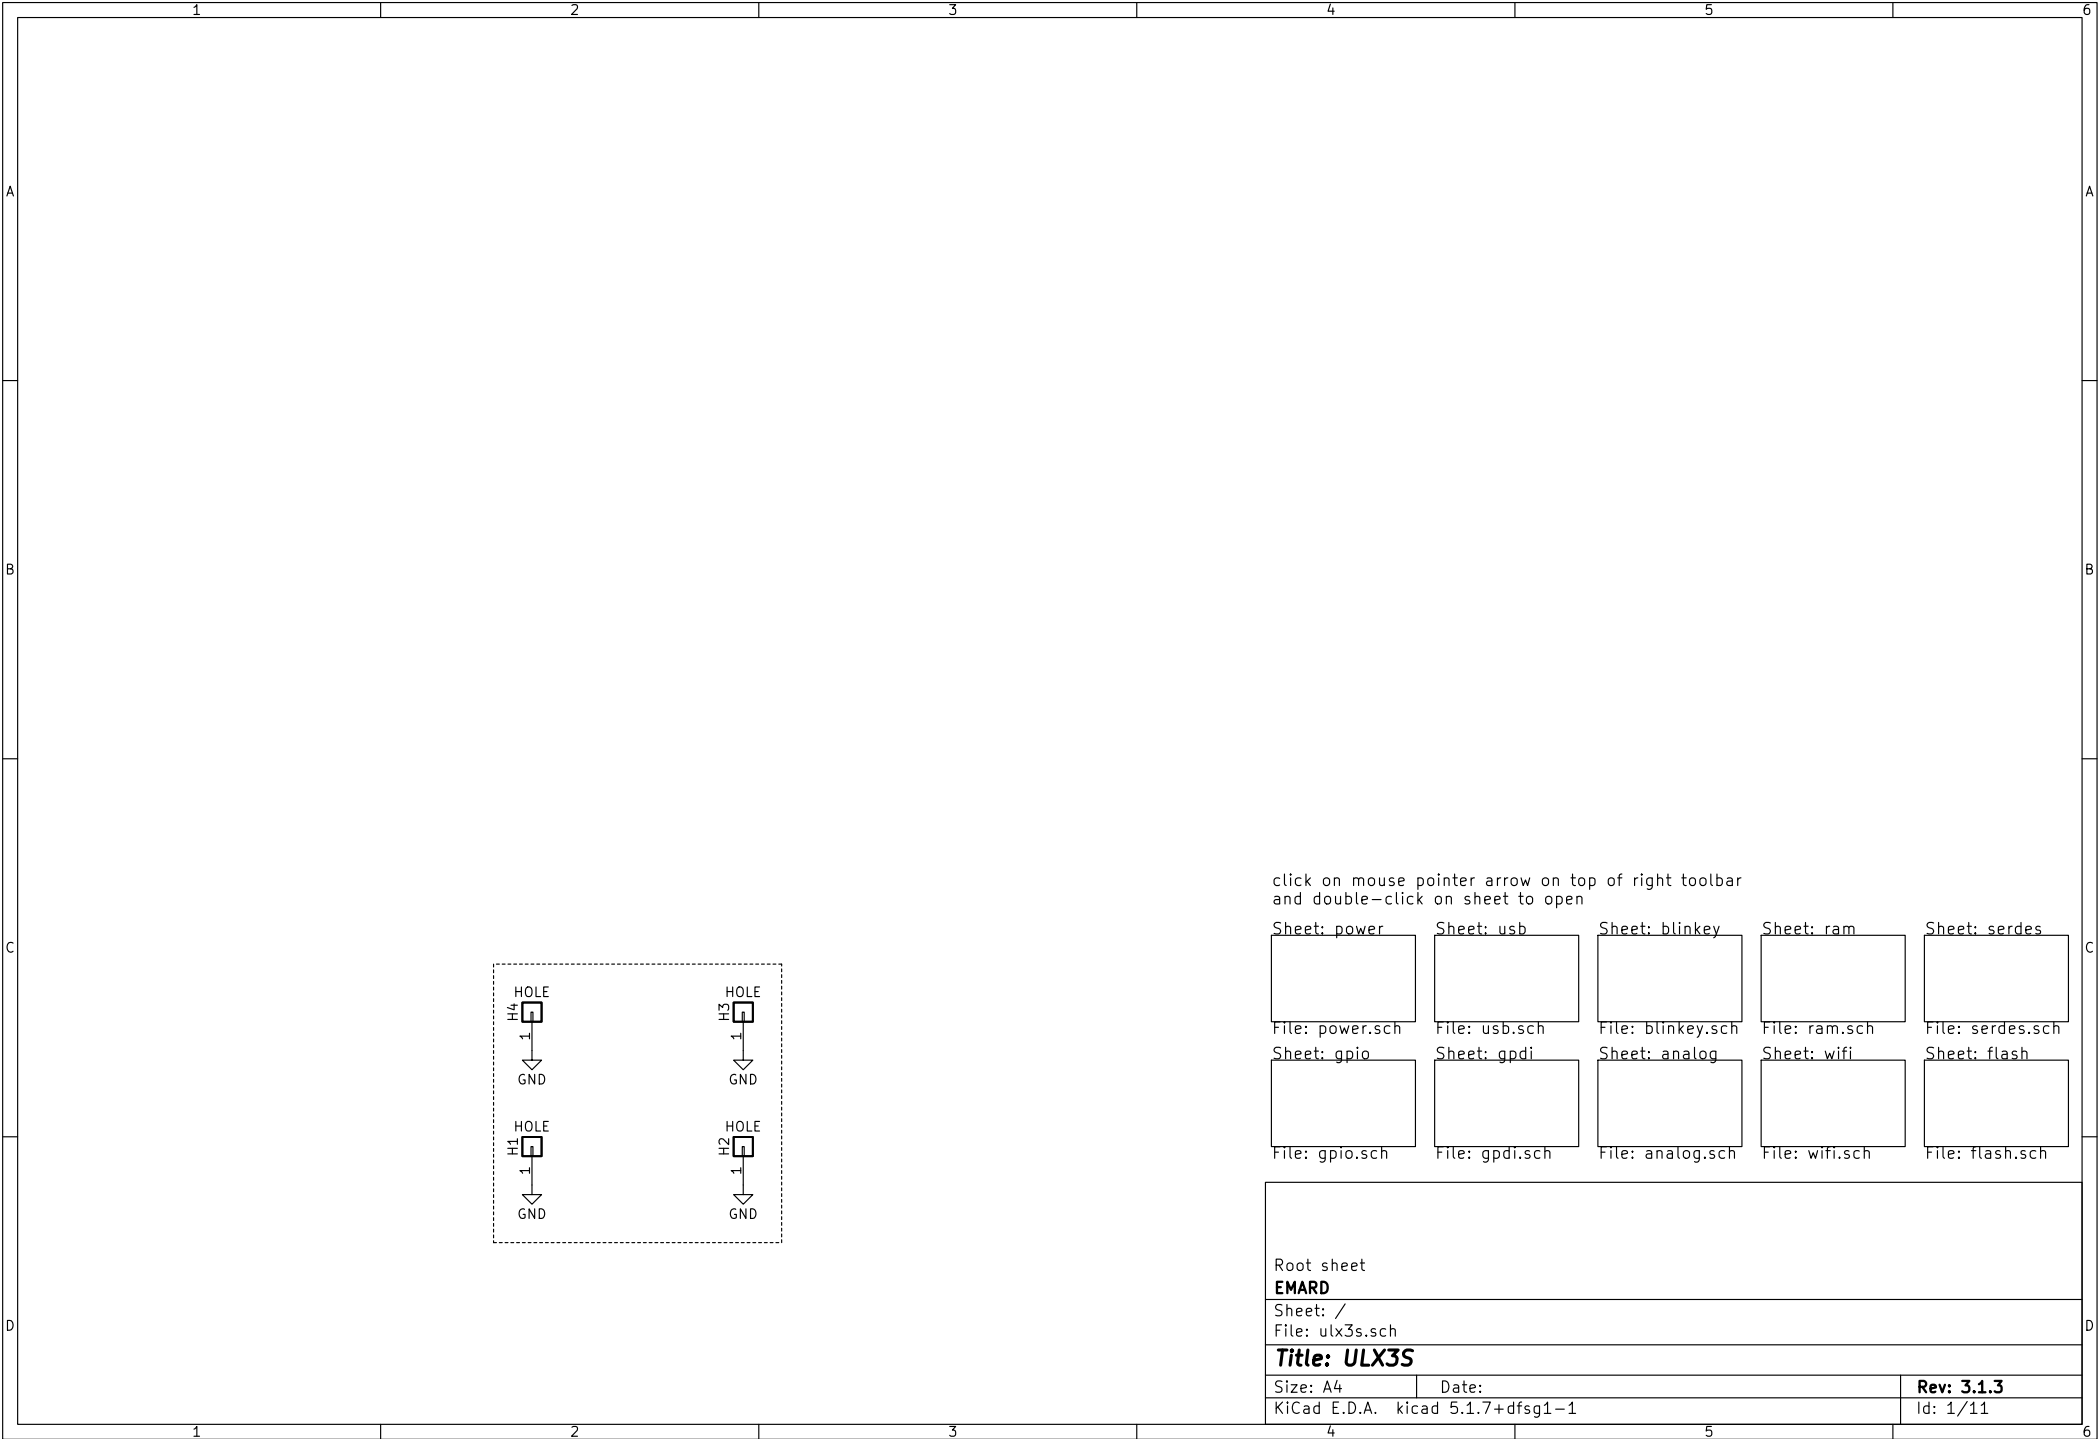 1 2 3 4 5 6
A A
B B
click on mouse pointer arrow on top of right toolbar
and double-click on sheet to open
Sheet: power Sheet: usb Sheet: blinkey Sheet: ram Sheet: serdes
C C
File: power.sch File: usb.sch File: blinkey.sch File: ram.sch File: serdes.sch
Sheet: gpio Sheet: gpdi Sheet: analog Sheet: wifi Sheet: flash
File: gpio.sch File: gpdi.sch File: analog.sch File: wifi.sch File: flash.sch
HOLE HOLE
H4 H3
1 1
GND GND
HOLE HOLE
H1 H2
1 1
GND GND
Root sheet
EMARD
Sheet: /
File: ulx3s.sch
D D
Title: ULX3S
Size: A4 Date: Rev: 3.1.3
KiCad E.D.A. kicad 5.1.7+dfsg1-1 Id: 1/11
1 2 3 4 5 6